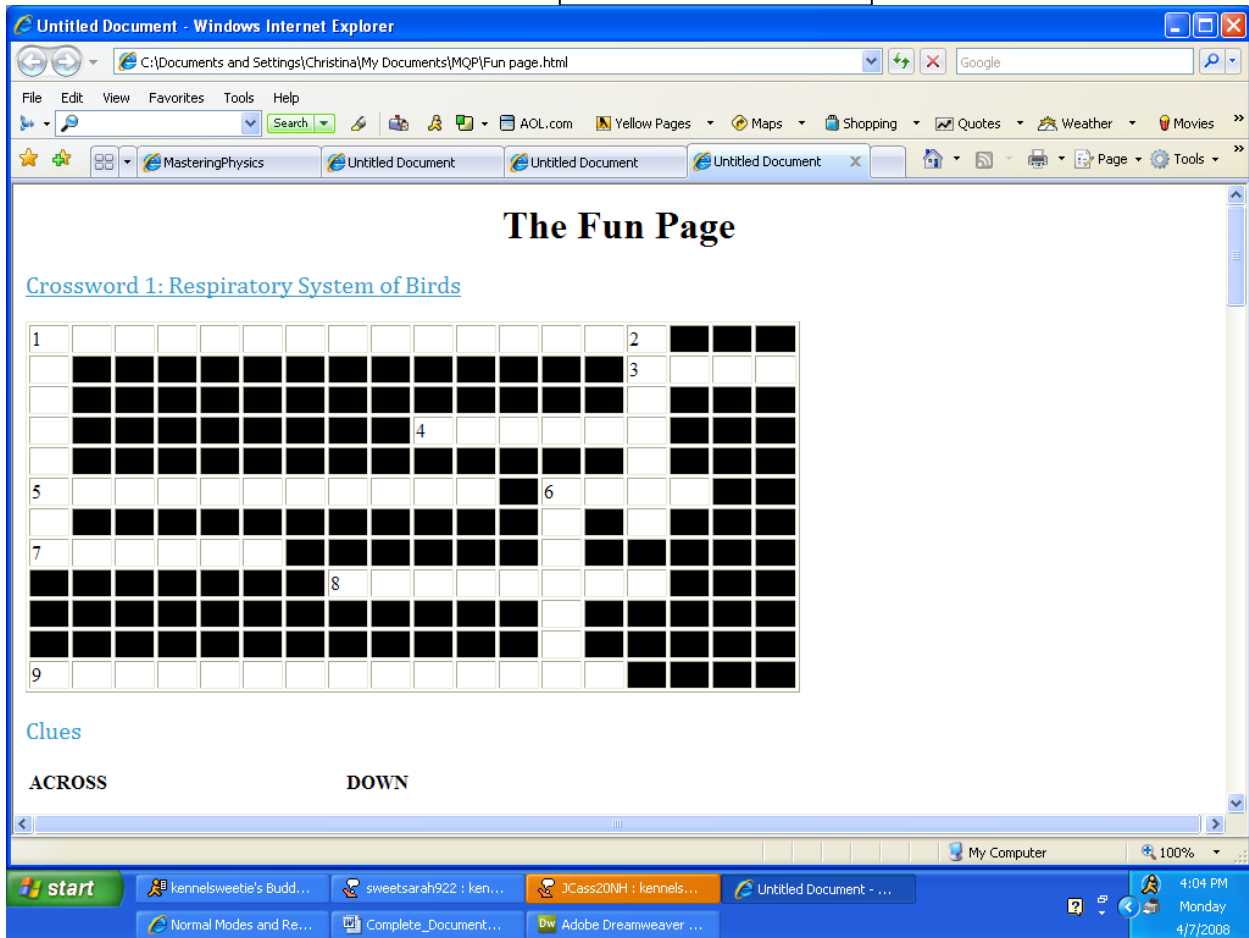 Untitled Document - Windows Internet Explorer
C:\Documents and Settings\Christina\My Documents\MQP\Fun page.html
Google
File Edit View Favorites Tools Help
Search AOL.com Yellow Pages Maps Shopping Quotes Weather Movies »
MasteringPhysics Untitled Document Untitled Document Untitled Document X Page Tools »
The Fun Page
Crossword 1: Respiratory System of Birds
1 2
3
4
5 6
7
8
9
Clues
ACROSS DOWN
My Computer 100%
start kennelsweetie's Budd... sweetsarah922 : ken... JCass20NH : kennels... Untitled Document - ... 4:04 PM
Monday
Normal Modes and Re... Complete_Document... Dw Adobe Dreamweaver ... 4/7/2008